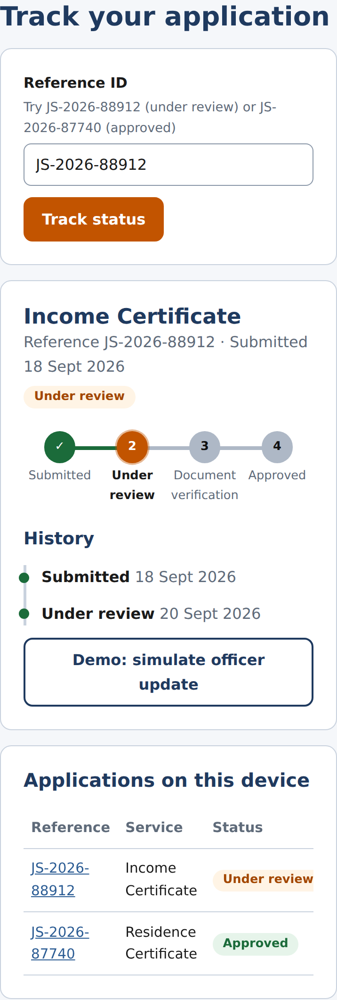 Track your application
Reference ID
Try JS-2026-88912 (under review) or JS-
2026-87740 (approved)
JS-2026-88912
Track status
Income Certificate
Reference JS-2026-88912 · Submitted
18 Sept 2026
Under review
✓ 2 3 4
Submitted Under Document Approved
review verification
History
Submitted 18 Sept 2026
Under review 20 Sept 2026
Demo: simulate officer
update
Applications on this device
Reference Service Status
JS-2026- Income Under review
88912 Certificate
JS-2026- Residence Approved
87740 Certificate